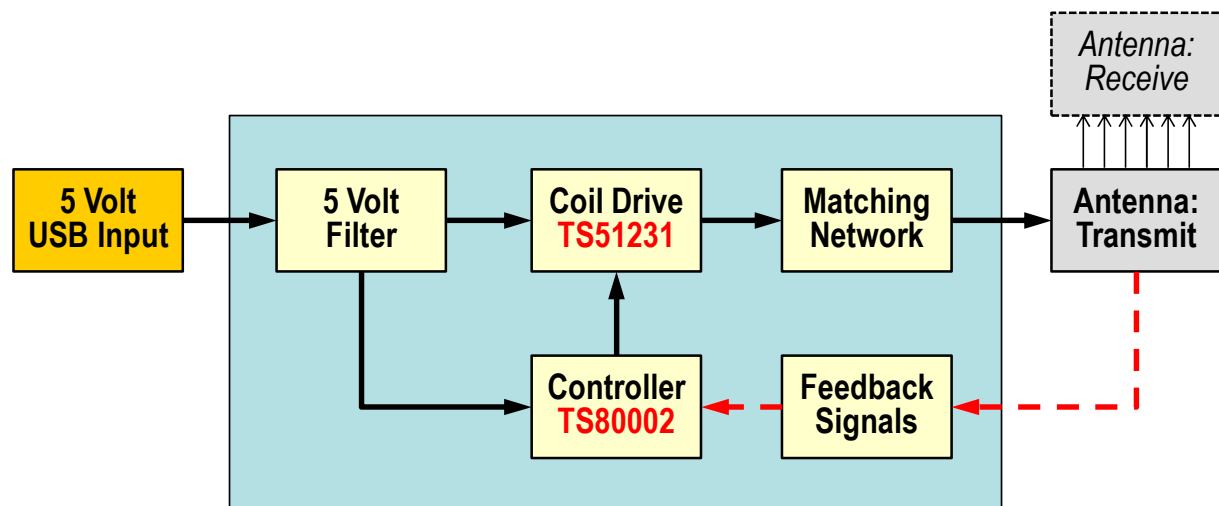 Antenna:
Receive
5 Volt
USB Input
5 Volt
Filter
Coil Drive
TS51231
Matching
Network
Antenna:
Transmit
Controller
TS80002
Feedback
Signals